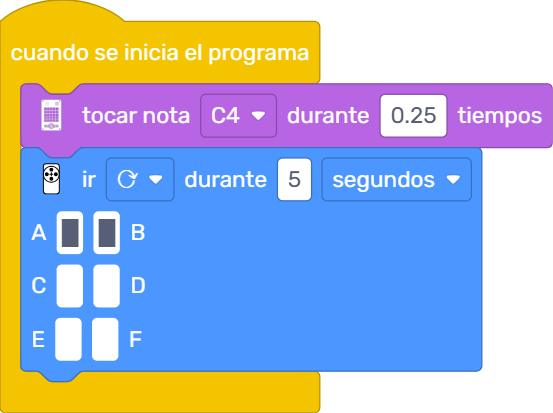 cuando se inicia el programa
tocar nota C4 durante 0.25 tiempos
ir durante 5 segundos
A B
C D
E F